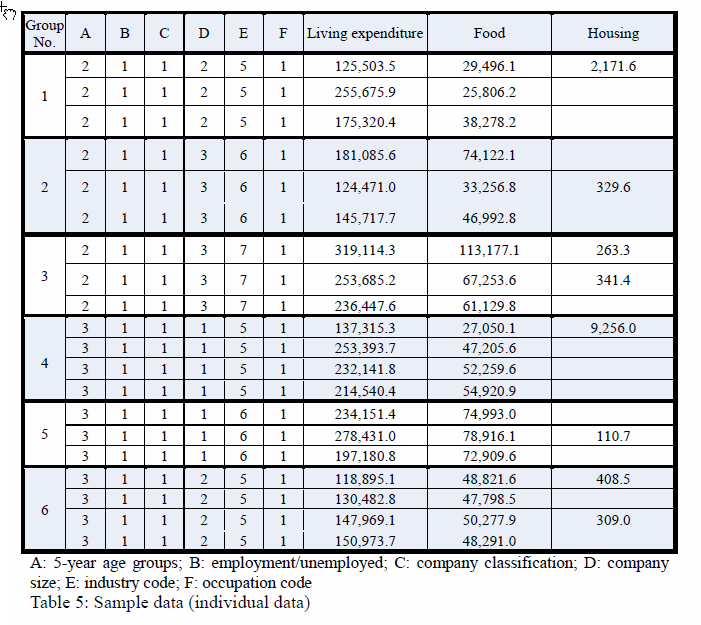 Group No. A B C D E F Living expenditure Food Housing
1
2 1 1 2 5 1 125,503.5 29,496.1 2,171.6
2 1 1 2 5 1 255,675.9 25,806.2
2 1 1 2 5 1 175,320.4 38,278.2
2
2 1 1 3 6 1 181,085.6 74,122.1
2 1 1 3 6 1 124,471.0 33,256.8 329.6
2 1 1 3 6 1 145,717.7 46,992.8
3
2 1 1 3 7 1 319,114.3 113,177.1 263.3
2 1 1 3 7 1 253,685.2 67,253.6 341.4
2 1 1 3 7 1 236,447.6 61,129.8
4
3 1 1 1 5 1 137,315.3 27,050.1 9,256.0
3 1 1 1 5 1 253,393.7 47,205.6
3 1 1 1 5 1 232,141.8 52,259.6
3 1 1 1 5 1 214,540.4 54,920.9
5
3 1 1 1 6 1 234,151.4 74,993.0
3 1 1 1 6 1 278,431.0 78,916.1 110.7
3 1 1 1 6 1 197,180.8 72,909.6
6
3 1 1 2 5 1 118,895.1 48,821.6 408.5
3 1 1 2 5 1 130,482.8 47,798.5
3 1 1 2 5 1 147,969.1 50,277.9 309.0
3 1 1 2 5 1 150,973.7 48,291.0
A: 5-year age groups; B: employment/unemployed; C: company classification; D: company
size; E: industry code; F: occupation code
Table 5: Sample data (individual data)